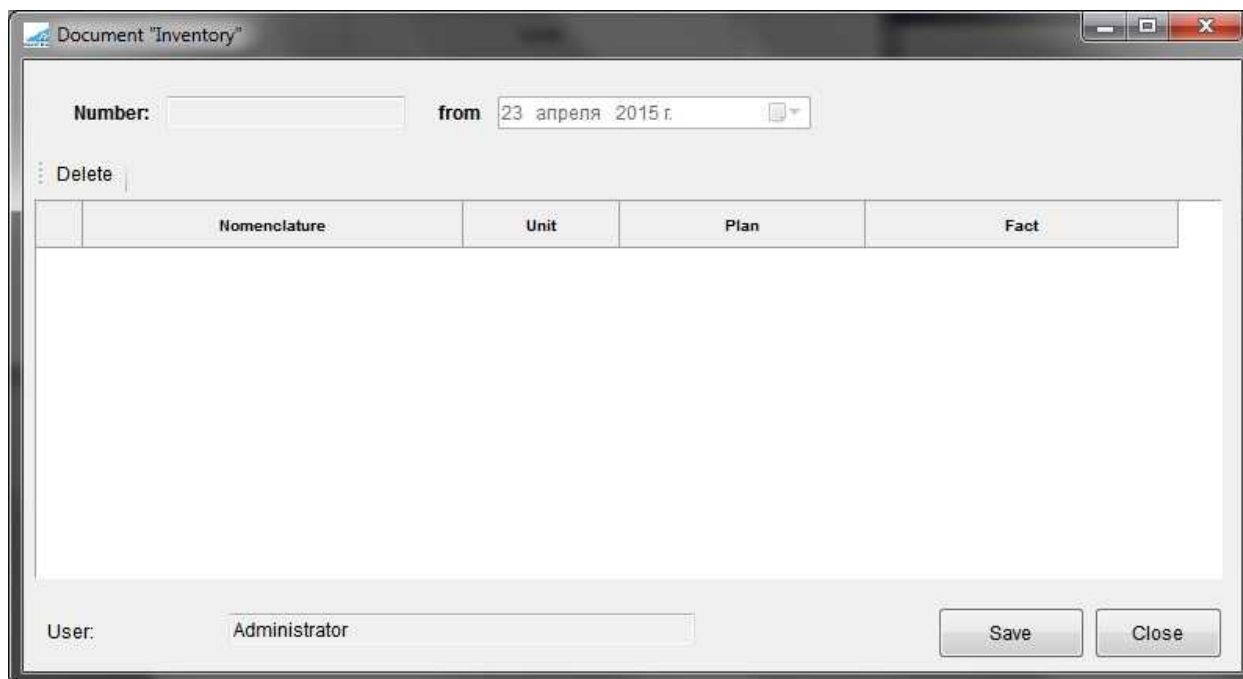 Document "Inventory"
Number: from 23 апреля 2015 г.
Delete
Nomenclature Unit Plan Fact
User: Administrator Save Close